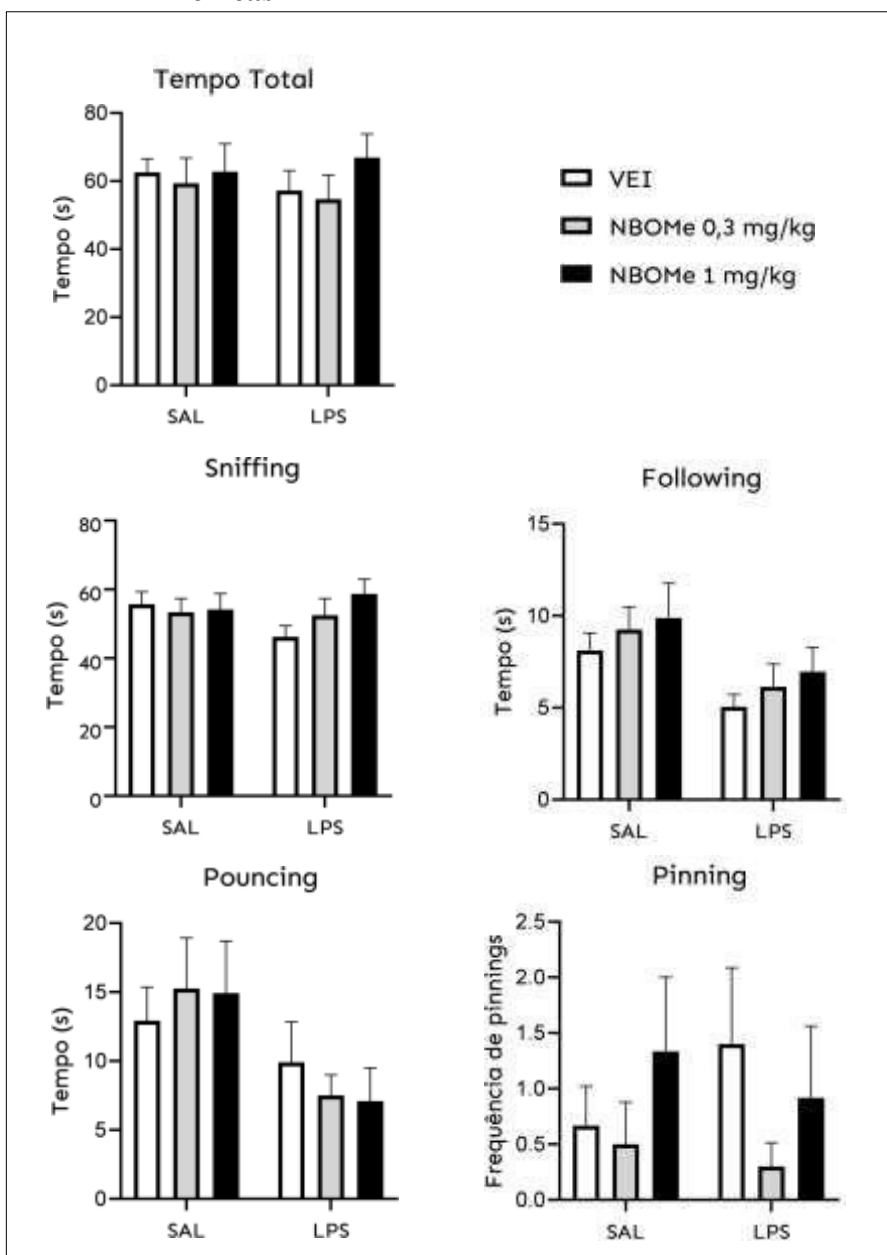 Tempo Total
80
60
40
20
0
Tempo (s)
SAL
LPS
VEI
NBOMe 0,3 mg/kg
NBOMe 1 mg/kg
Sniffing
80
60
40
20
0
Tempo (s)
SAL
LPS
Following
15
10
5
0
Tempo (s)
SAL
LPS
Pouncing
20
15
10
5
0
Tempo (s)
SAL
LPS
Pinning
2.5
2.0
1.5
1.0
0.5
0.0
Frequência de pinnings
SAL
LPS